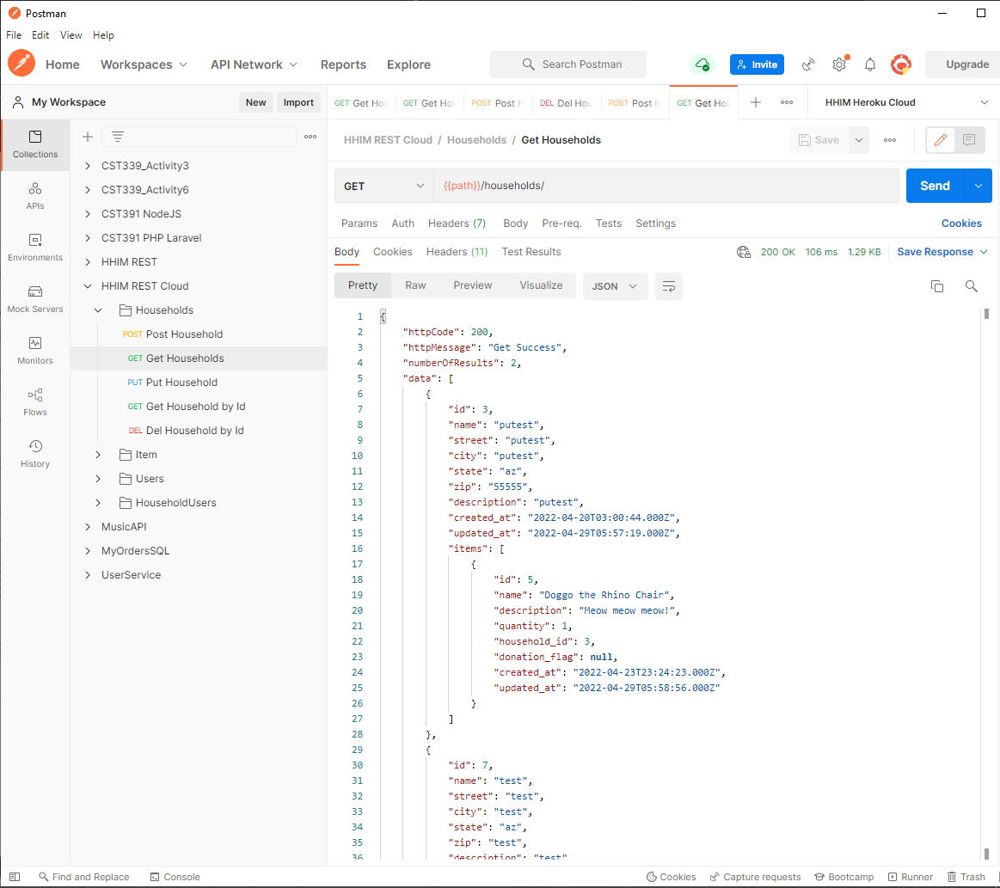 Postman
File Edit View Help
Home Workspaces API Network Reports Explore Search Postman Invite Upgrade
My Workspace New Import
GET Get Hou GET Get Hou POST Post H DEL Del Hou POST Post H GET Get Hou HHIM Heroku Cloud
HHIM REST Cloud / Households / Get Households Save
Collections
APIs
Environments
Mock Servers
Monitors
Flows
History
CST339_Activity3
CST339_Activity6
CST391 NodeJS
CST391 PHP Laravel
HHIM REST
HHIM REST Cloud
Households
POST Post Household
GET Get Households
PUT Put Household
GET Get Household by Id
DEL Del Household by Id
Item
Users
HouseholdUsers
MusicAPI
MyOrdersSQL
UserService
GET {{path}}/households/ Send
Params Auth Headers (7) Body Pre-req. Tests Settings Cookies
Body Cookies Headers (11) Test Results 200 OK 106 ms 1.29 KB Save Response
Pretty Raw Preview Visualize JSON
1 {
2 "httpCode": 200,
3 "httpMessage": "Get Success",
4 "numberOfResults": 2,
5 "data": [
6 {
7 "id": 3,
8 "name": "putest",
9 "street": "putest",
10 "city": "putest",
11 "state": "az",
12 "zip": "55555",
13 "description": "putest",
14 "created_at": "2022-04-20T03:00:44.000Z",
15 "updated_at": "2022-04-29T05:57:19.000Z",
16 "items": [
17 {
18 "id": 5,
19 "name": "Doggo the Rhino Chair",
20 "description": "Meow meow meow!",
21 "quantity": 1,
22 "household_id": 3,
23 "donation_flag": null,
24 "created_at": "2022-04-23T23:24:23.000Z",
25 "updated_at": "2022-04-29T05:58:56.000Z"
26 }
27 ]
28 },
29 {
30 "id": 7,
31 "name": "test",
32 "street": "test",
33 "city": "test",
34 "state": "az",
35 "zip": "test",
36 "description": "test"
Find and Replace Console Cookies Capture requests Bootcamp Runner Trash